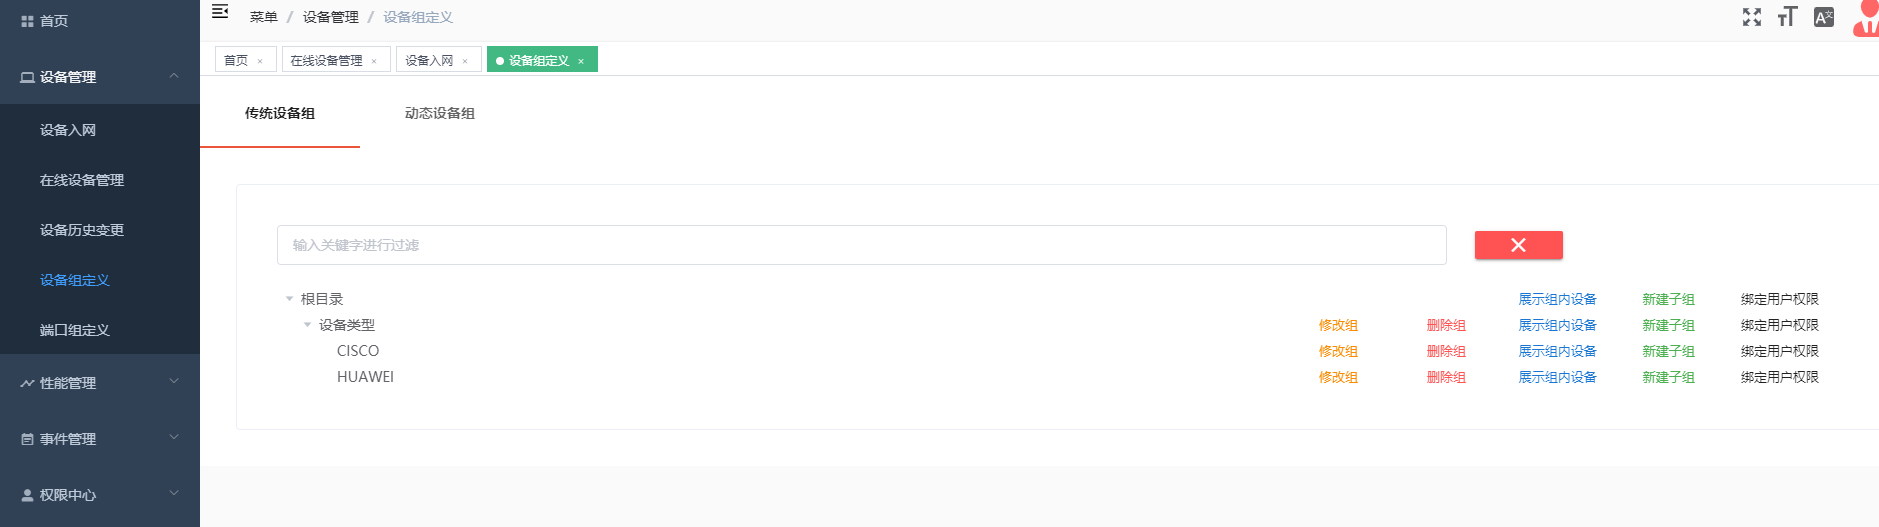 首页
设备管理
设备入网
在线设备管理
设备历史变更
设备组定义
端口组定义
性能管理
事件管理
权限中心
菜单 / 设备管理 / 设备组定义
首页 × 在线设备管理 × 设备入网 × 设备组定义 ×
传统设备组 动态设备组
输入关键字进行过滤
根目录 展示组内设备 新建子组 绑定用户权限
设备类型 修改组 删除组 展示组内设备 新建子组 绑定用户权限
CISCO 修改组 删除组 展示组内设备 新建子组 绑定用户权限
HUAWEI 修改组 删除组 展示组内设备 新建子组 绑定用户权限